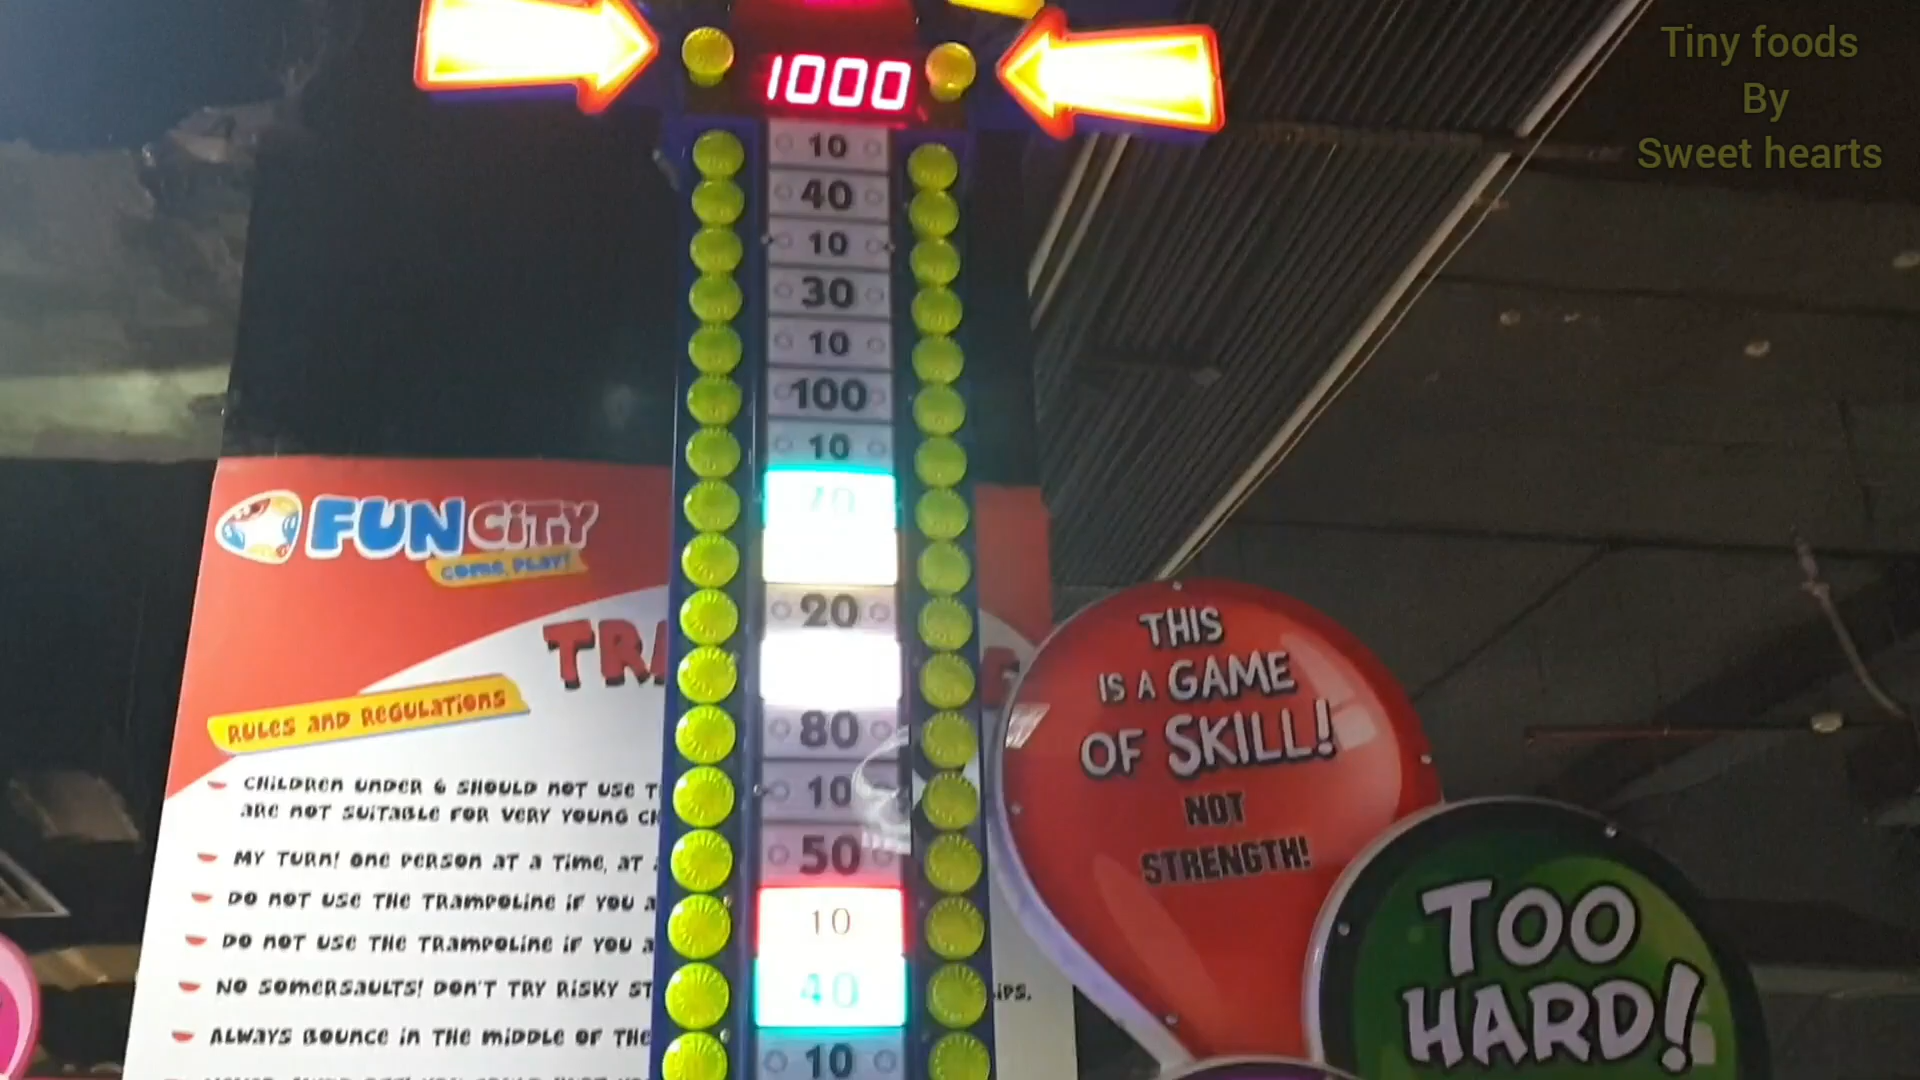 Tiny foods
By
Sweet hearts
1000
10
40
10
30
10
100
10
70
20
80
10
50
10
40
10
FUN CITY
COME, PLAY!
RULES AND REGULATIONS
CHILDREN UNDER 6 SHOULD NOT USE
ARE NOT SUITABLE FOR VERY YOUNG
MY TURN! ONE PERSON AT A TIME, AT
DO NOT USE THE TRAMPOLINE IF YOU
DO NOT USE THE TRAMPOLINE IF YOU
NO SOMERSAULTS! DON'T TRY RISKY
ALWAYS BOUNCE IN THE MIDDLE OF THE
THIS
IS A GAME
OF SKILL!
NOT
STRENGTH!
TOO
HARD!